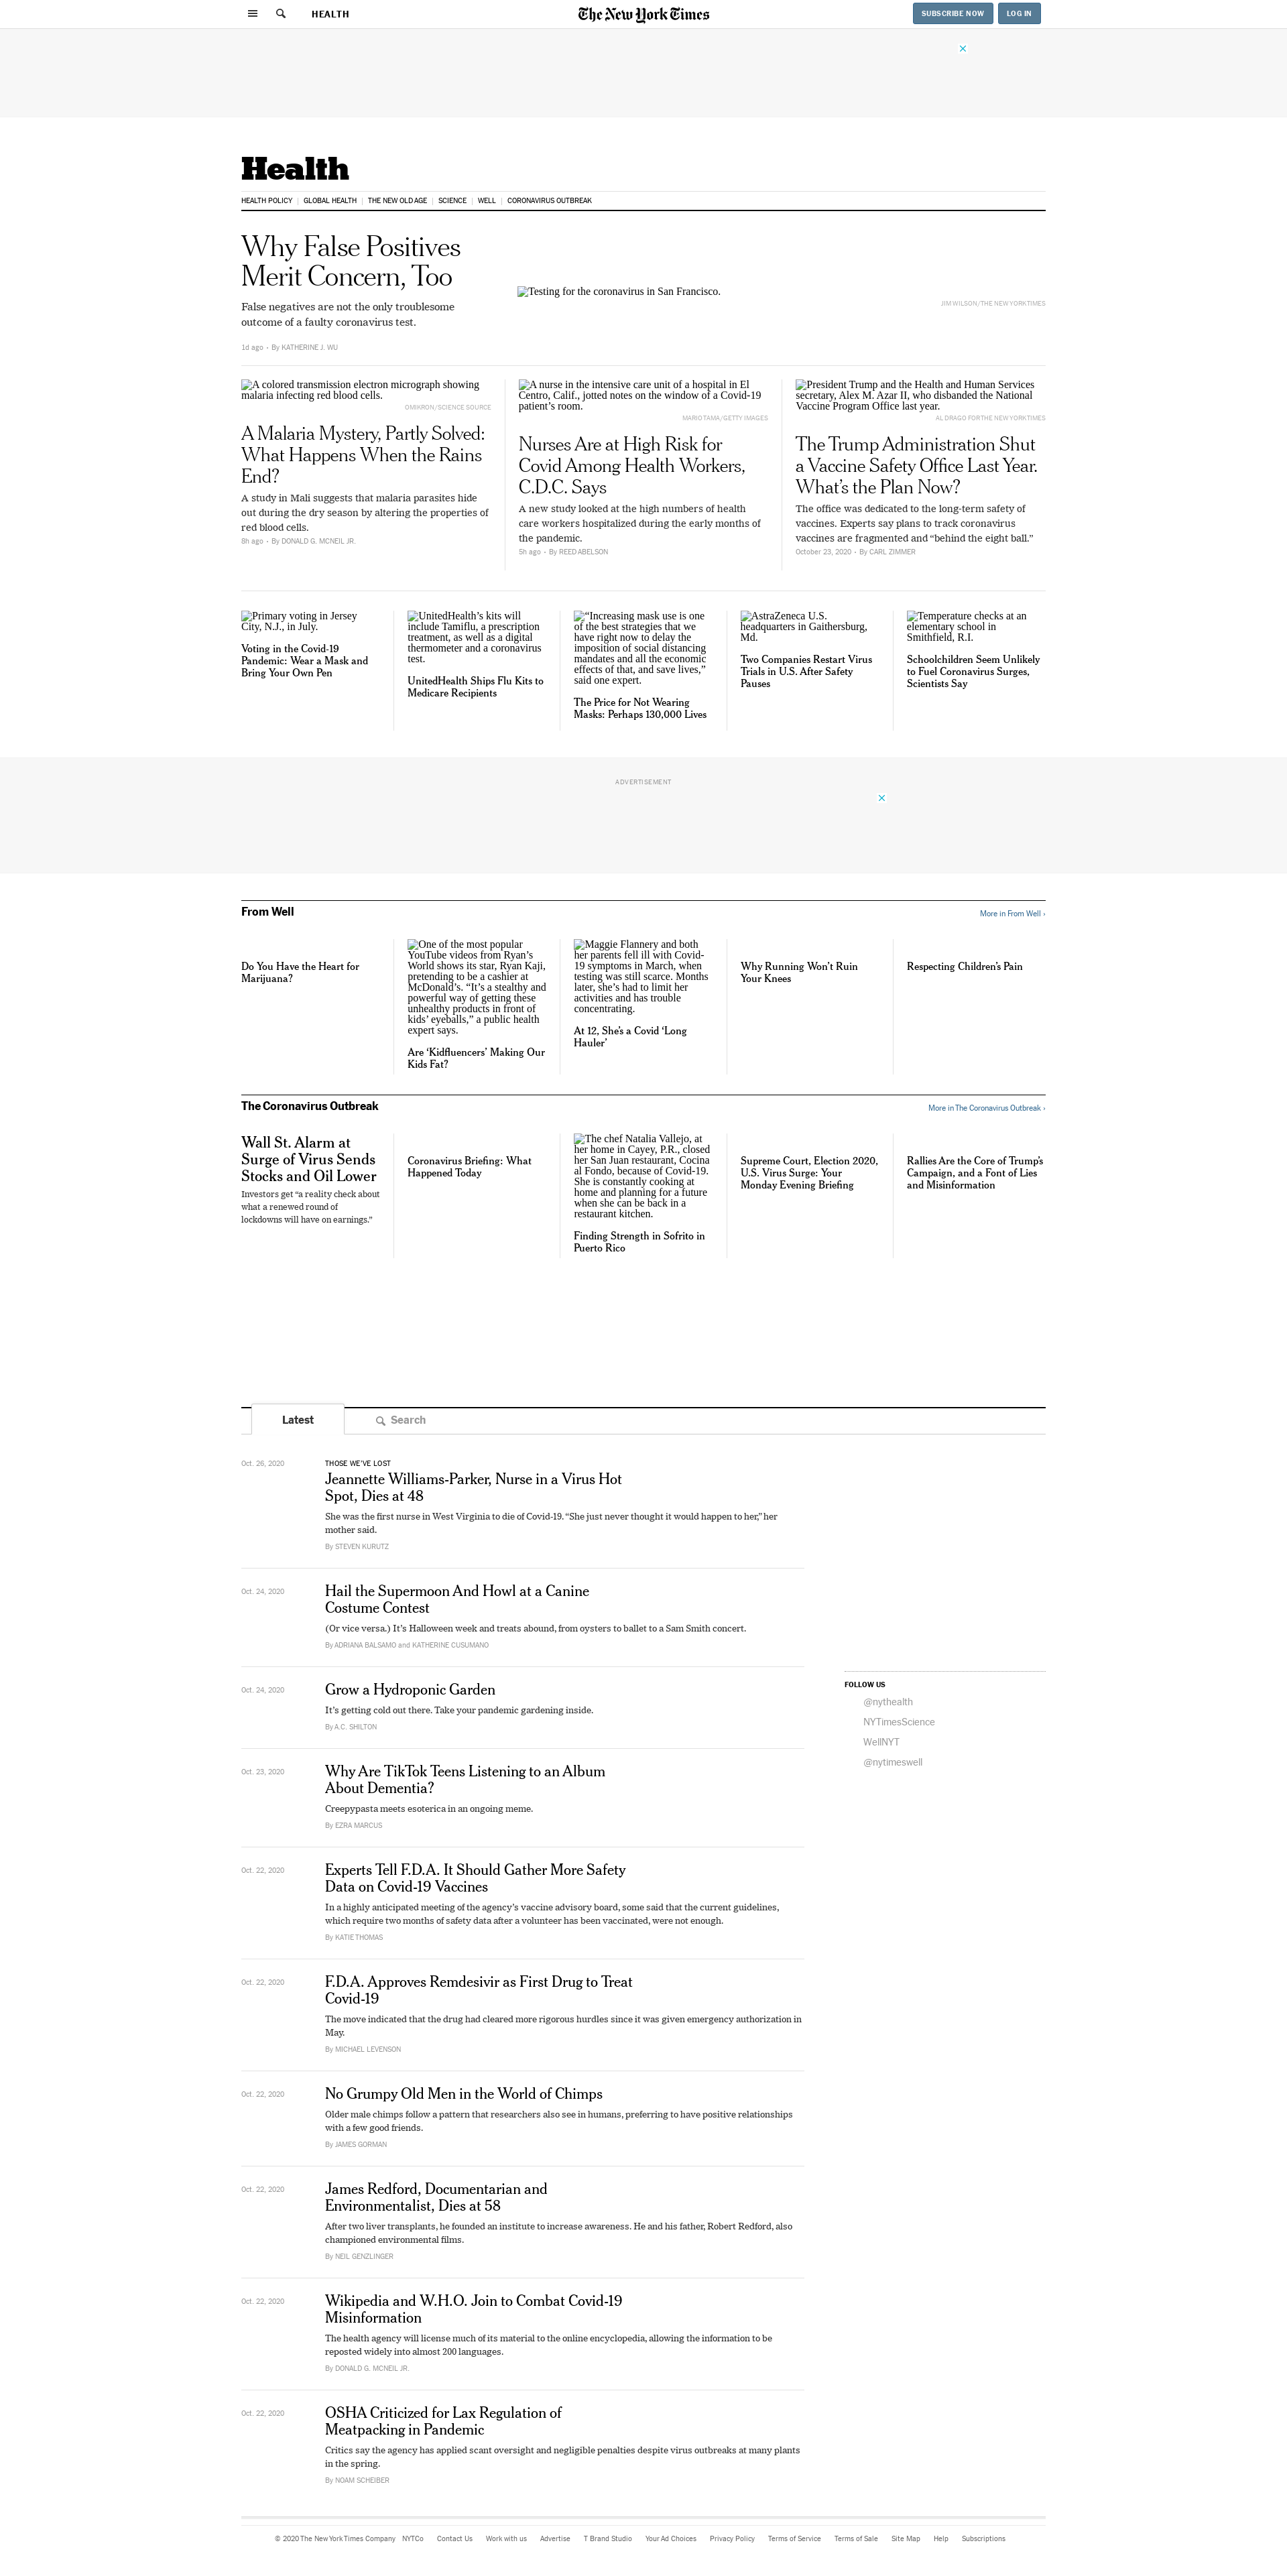 HEALTH
The New York Times
SUBSCRIBE NOW
LOG IN
Health
HEALTH POLICY
GLOBAL HEALTH
THE NEW OLD AGE
SCIENCE
WELL
CORONAVIRUS OUTBREAK
Why False Positives
Merit Concern, Too
False negatives are not the only troublesome
outcome of a faulty coronavirus test.
1d ago • By KATHERINE J. WU
Testing for the coronavirus in San Francisco.
JIM WILSON/THE NEW YORK TIMES
A colored transmission electron micrograph showing
malaria infecting red blood cells.
OMIKRON/SCIENCE SOURCE
A Malaria Mystery, Partly Solved:
What Happens When the Rains
End?
A study in Mali suggests that malaria parasites hide
out during the dry season by altering the properties of
red blood cells.
8h ago • By DONALD G. MCNEIL JR.
A nurse in the intensive care unit of a hospital in El
Centro, Calif., jotted notes on the window of a Covid-19
patient’s room.
MARIO TAMA/GETTY IMAGES
Nurses Are at High Risk for
Covid Among Health Workers,
C.D.C. Says
A new study looked at the high numbers of health
care workers hospitalized during the early months of
the pandemic.
5h ago • By REED ABELSON
President Trump and the Health and Human Services
secretary, Alex M. Azar II, who disbanded the National
Vaccine Program Office last year.
AL DRAGO FOR THE NEW YORK TIMES
The Trump Administration Shut
a Vaccine Safety Office Last Year.
What’s the Plan Now?
The office was dedicated to the long-term safety of
vaccines. Experts say plans to track coronavirus
vaccines are fragmented and “behind the eight ball.”
October 23, 2020 • By CARL ZIMMER
Primary voting in Jersey
City, N.J., in July.
Voting in the Covid-19
Pandemic: Wear a Mask and
Bring Your Own Pen
UnitedHealth’s kits will
include Tamiflu, a prescription
treatment, as well as a digital
thermometer and a coronavirus
test.
UnitedHealth Ships Flu Kits to
Medicare Recipients
“Increasing mask use is one
of the best strategies that we
have right now to delay the
imposition of social distancing
mandates and all the economic
effects of that, and save lives,”
said one expert.
The Price for Not Wearing
Masks: Perhaps 130,000 Lives
AstraZeneca U.S.
headquarters in Gaithersburg,
Md.
Two Companies Restart Virus
Trials in U.S. After Safety
Pauses
Temperature checks at an
elementary school in
Smithfield, R.I.
Schoolchildren Seem Unlikely
to Fuel Coronavirus Surges,
Scientists Say
ADVERTISEMENT
From Well
More in From Well ›
Do You Have the Heart for
Marijuana?
One of the most popular
YouTube videos from Ryan’s
World shows its star, Ryan Kaji,
pretending to be a cashier at
McDonald’s. “It’s a stealthy and
powerful way of getting these
unhealthy products in front of
kids’ eyeballs,” a public health
expert says.
Are ‘Kidfluencers’ Making Our
Kids Fat?
Maggie Flannery and both
her parents fell ill with Covid-
19 symptoms in March, when
testing was still scarce. Months
later, she’s had to limit her
activities and has trouble
concentrating.
At 12, She’s a Covid ‘Long
Hauler’
Why Running Won’t Ruin
Your Knees
Respecting Children’s Pain
The Coronavirus Outbreak
More in The Coronavirus Outbreak ›
Wall St. Alarm at
Surge of Virus Sends
Stocks and Oil Lower
Investors get “a reality check about
what a renewed round of
lockdowns will have on earnings.”
Coronavirus Briefing: What
Happened Today
The chef Natalia Vallejo, at
her home in Cayey, P.R., closed
her San Juan restaurant, Cocina
al Fondo, because of Covid-19.
She is constantly cooking at
home and planning for a future
when she can be back in a
restaurant kitchen.
Finding Strength in Sofrito in
Puerto Rico
Supreme Court, Election 2020,
U.S. Virus Surge: Your
Monday Evening Briefing
Rallies Are the Core of Trump’s
Campaign, and a Font of Lies
and Misinformation
Latest
Search
Oct. 26, 2020
THOSE WE’VE LOST
Jeannette Williams-Parker, Nurse in a Virus Hot
Spot, Dies at 48
She was the first nurse in West Virginia to die of Covid-19. “She just never thought it would happen to her,” her
mother said.
By STEVEN KURUTZ
Oct. 24, 2020
Hail the Supermoon And Howl at a Canine
Costume Contest
(Or vice versa.) It’s Halloween week and treats abound, from oysters to ballet to a Sam Smith concert.
By ADRIANA BALSAMO and KATHERINE CUSUMANO
Oct. 24, 2020
Grow a Hydroponic Garden
It’s getting cold out there. Take your pandemic gardening inside.
By A.C. SHILTON
Oct. 23, 2020
Why Are TikTok Teens Listening to an Album
About Dementia?
Creepypasta meets esoterica in an ongoing meme.
By EZRA MARCUS
Oct. 22, 2020
Experts Tell F.D.A. It Should Gather More Safety
Data on Covid-19 Vaccines
In a highly anticipated meeting of the agency’s vaccine advisory board, some said that the current guidelines,
which require two months of safety data after a volunteer has been vaccinated, were not enough.
By KATIE THOMAS
Oct. 22, 2020
F.D.A. Approves Remdesivir as First Drug to Treat
Covid-19
The move indicated that the drug had cleared more rigorous hurdles since it was given emergency authorization in
May.
By MICHAEL LEVENSON
Oct. 22, 2020
No Grumpy Old Men in the World of Chimps
Older male chimps follow a pattern that researchers also see in humans, preferring to have positive relationships
with a few good friends.
By JAMES GORMAN
Oct. 22, 2020
James Redford, Documentarian and
Environmentalist, Dies at 58
After two liver transplants, he founded an institute to increase awareness. He and his father, Robert Redford, also
championed environmental films.
By NEIL GENZLINGER
Oct. 22, 2020
Wikipedia and W.H.O. Join to Combat Covid-19
Misinformation
The health agency will license much of its material to the online encyclopedia, allowing the information to be
reposted widely into almost 200 languages.
By DONALD G. MCNEIL JR.
Oct. 22, 2020
OSHA Criticized for Lax Regulation of
Meatpacking in Pandemic
Critics say the agency has applied scant oversight and negligible penalties despite virus outbreaks at many plants
in the spring.
By NOAM SCHEIBER
FOLLOW US
@nythealth
NYTimesScience
WellNYT
@nytimeswell
© 2020 The New York Times Company
NYTCo
Contact Us
Work with us
Advertise
T Brand Studio
Your Ad Choices
Privacy Policy
Terms of Service
Terms of Sale
Site Map
Help
Subscriptions